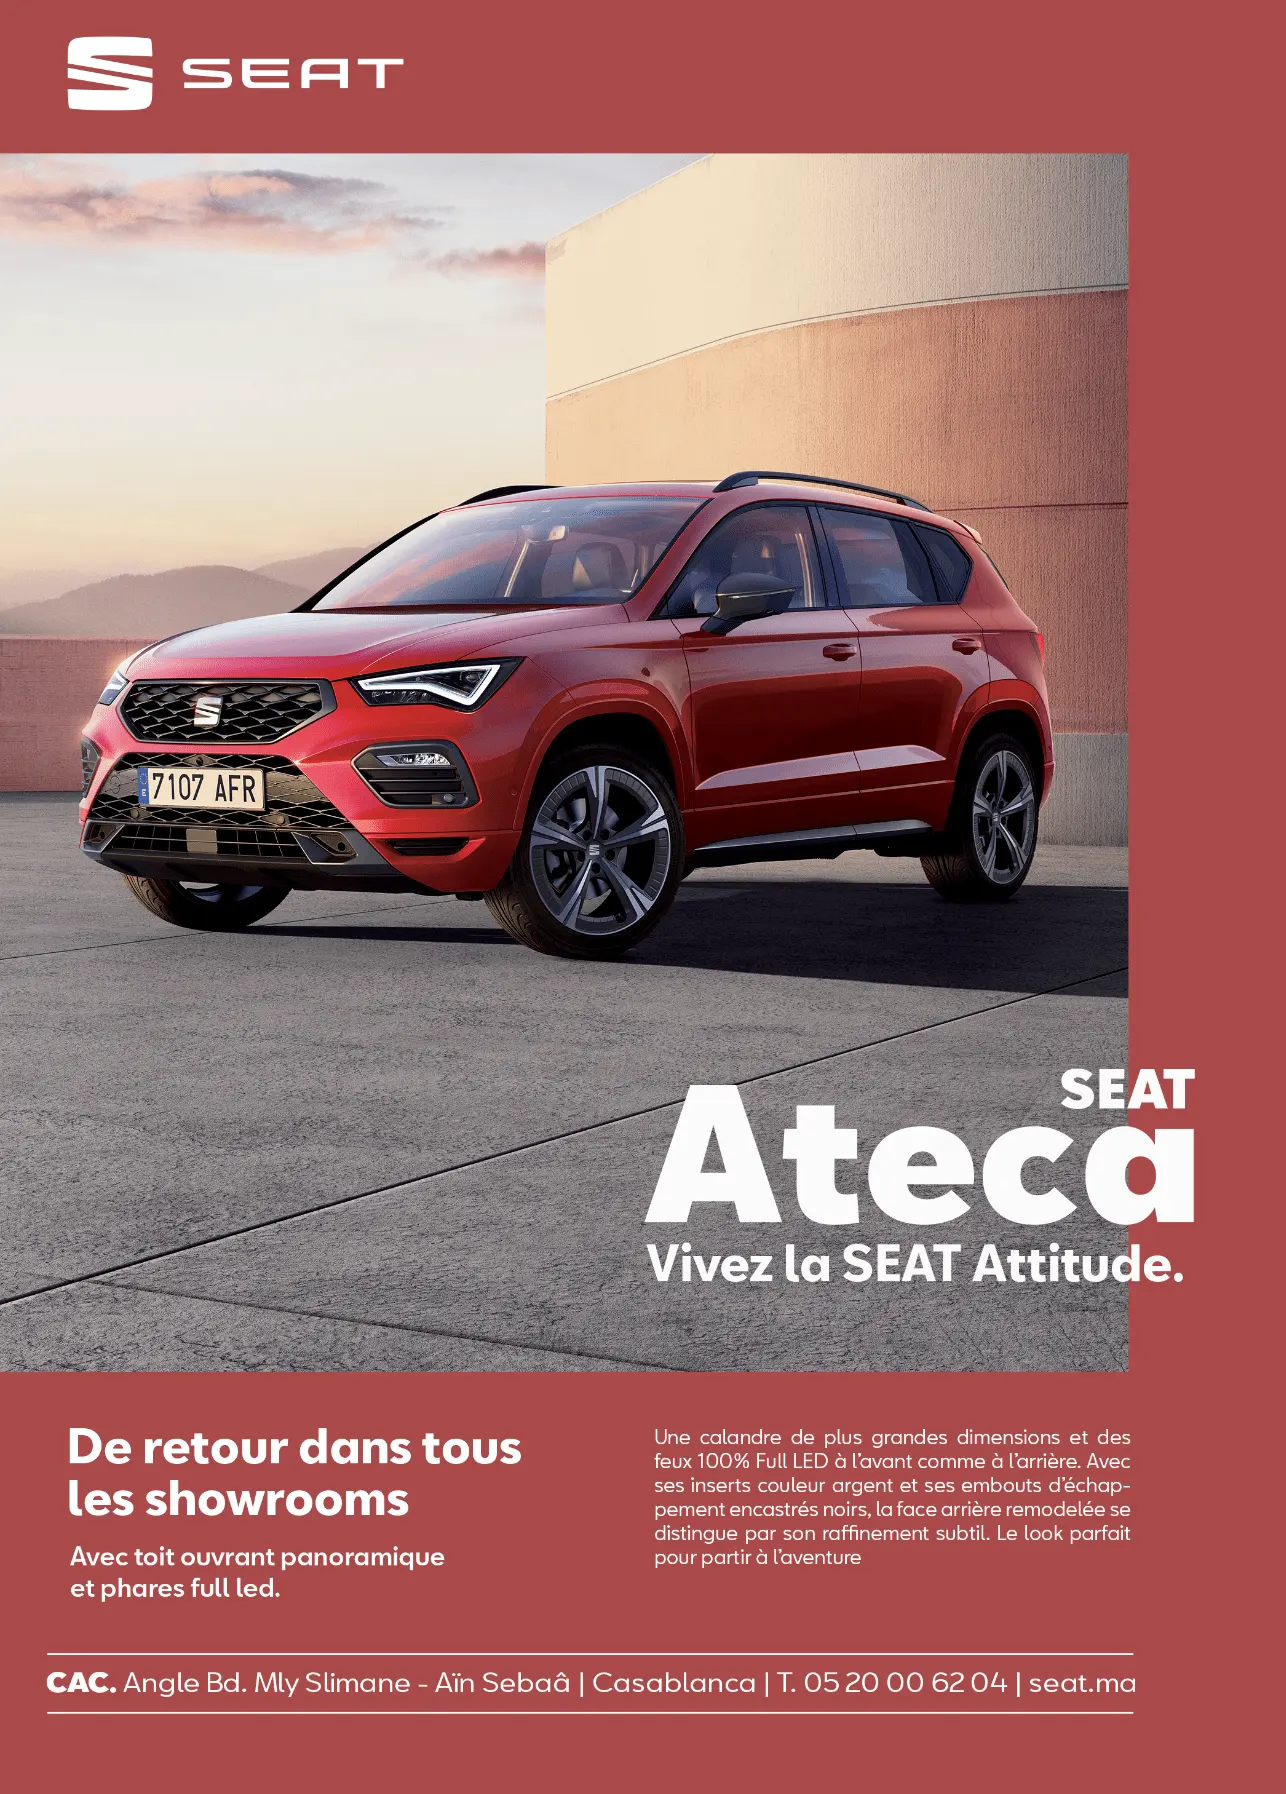 SEAT
7107 AFR
SEAT
Ateca
Vivez la SEAT Attitude.
De retour dans tous
les showrooms
Avec toit ouvrant panoramique
et phares full led.
Une calandre de plus grandes dimensions et des
feux 100% Full LED à l'avant comme à l'arrière. Avec
ses inserts couleur argent et ses embouts d'échap-
pement encastrés noirs, la face arrière remodelée se
distingue par son raffinement subtil. Le look parfait
pour partir à l'aventure
CAC. Angle Bd. Mly Slimane - Aïn Sebaâ | Casablanca | T. 05 20 00 62 04 | seat.ma